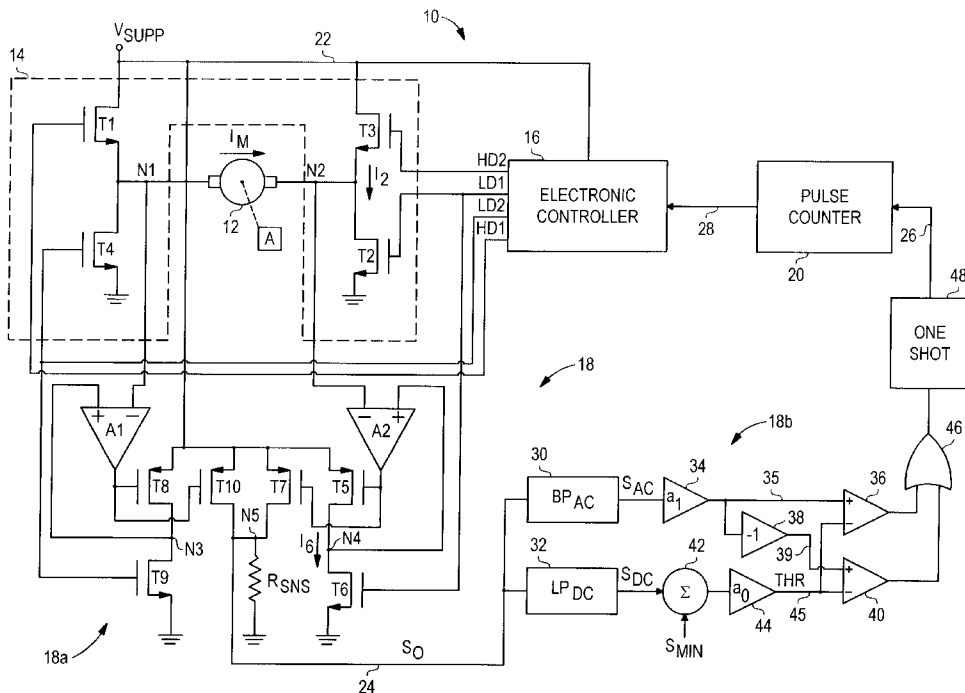 V_SUPP
10
22
14
T1
I_M
T3
N1
N2
I_2
12
A
T4
T2
16
HD2
LD1
LD2
HD1
ELECTRONIC
CONTROLLER
28
PULSE
COUNTER
20
26
48
ONE
SHOT
18
+
−
A1
−
+
A2
18b
46
T8
T10
T7
T5
30
BP_AC
S_AC
34
a_1
35
36
+
−
38
-1
39
N5
N3
I_6
N4
T9
R_SNS
T6
32
LP_DC
S_DC
42
Σ
44
a_0
THR
45
+
−
40
18a
S_MIN
S_O
24